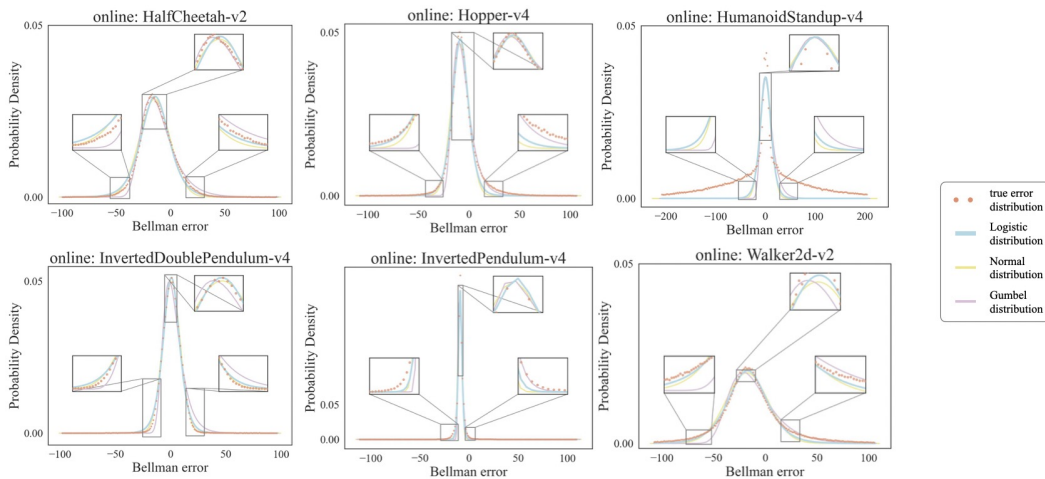 online: HalfCheetah-v2
0.05
Probability Density
0.00
−100
−50
0
50
100
Bellman error
online: Hopper-v4
0.05
Probability Density
0.00
−100
−50
0
50
100
Bellman error
online: HumanoidStandup-v4
0.05
Probability Density
0.00
−200
−100
0
100
200
Bellman error
online: InvertedDoublePendulum-v4
0.05
Probability Density
0.00
−100
−50
0
50
100
Bellman error
online: InvertedPendulum-v4
Probability Density
0.05
0.00
−100
−50
0
50
100
Bellman error
online: Walker2d-v2
0.05
Probability Density
0.00
−100
−50
0
50
100
Bellman error
true error
distribution
Logistic
distribution
Normal
distribution
Gumbel
distribution